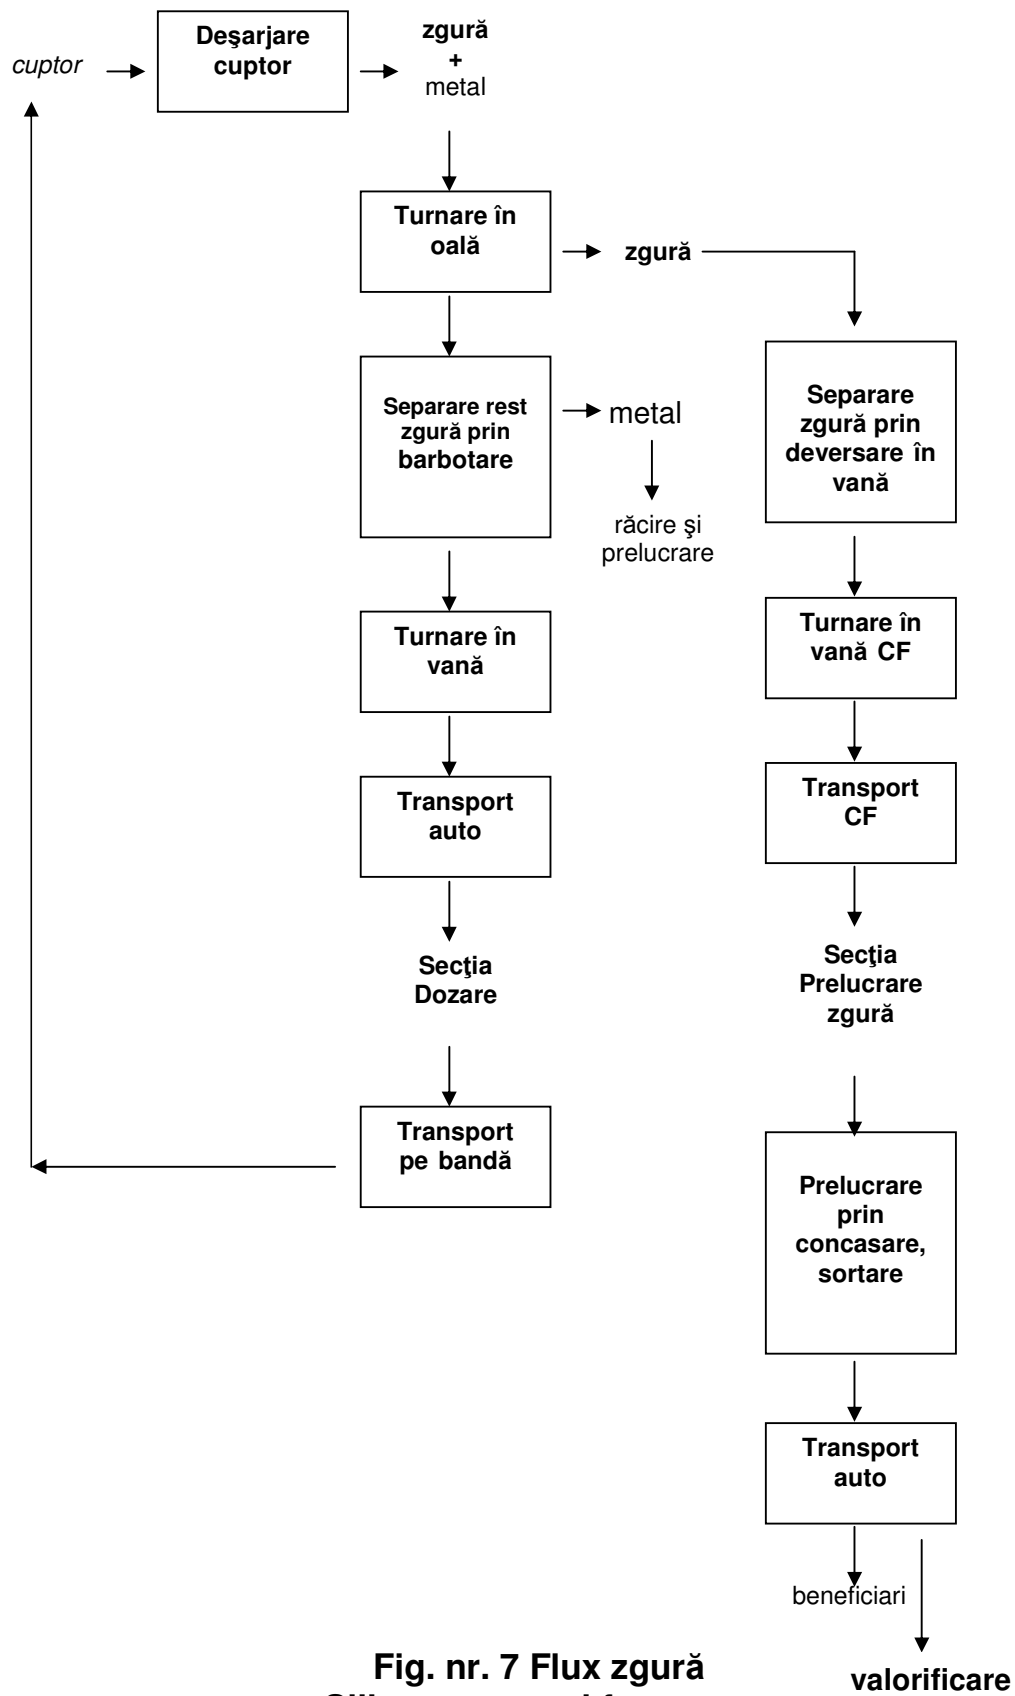 cuptor
Deşarjare
cuptor
zgură
+
metal
Turnare în
oală
zgură
Separare rest
zgură prin
barbotare
metal
răcire şi
prelucrare
Separare
zgură prin
deversare în
vană
Turnare în
vană
Turnare în
vană CF
Transport
auto
Transport
CF
Secţia
Dozare
Secţia
Prelucrare
zgură
Transport
pe bandă
Prelucrare
prin
concasare,
sortare
Transport
auto
beneficiari
valorificare
Fig. nr. 7 Flux zgură